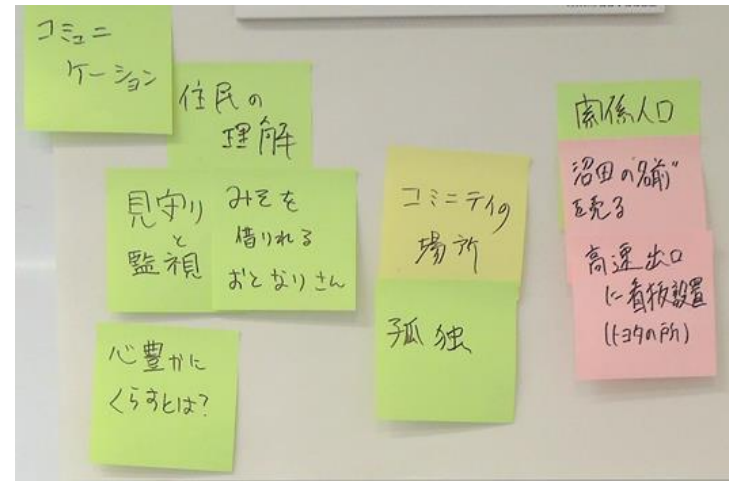 コミュニ
ケーション
住民の
理解
見守り
と
監視
みそを
借りれる
おとなりさん
心豊かに
くらすとは?
コミニテイの
場所
孤独
関係人口
沼田の"名前"
を売る
高速出口
に看板設置
(トヨタの所)